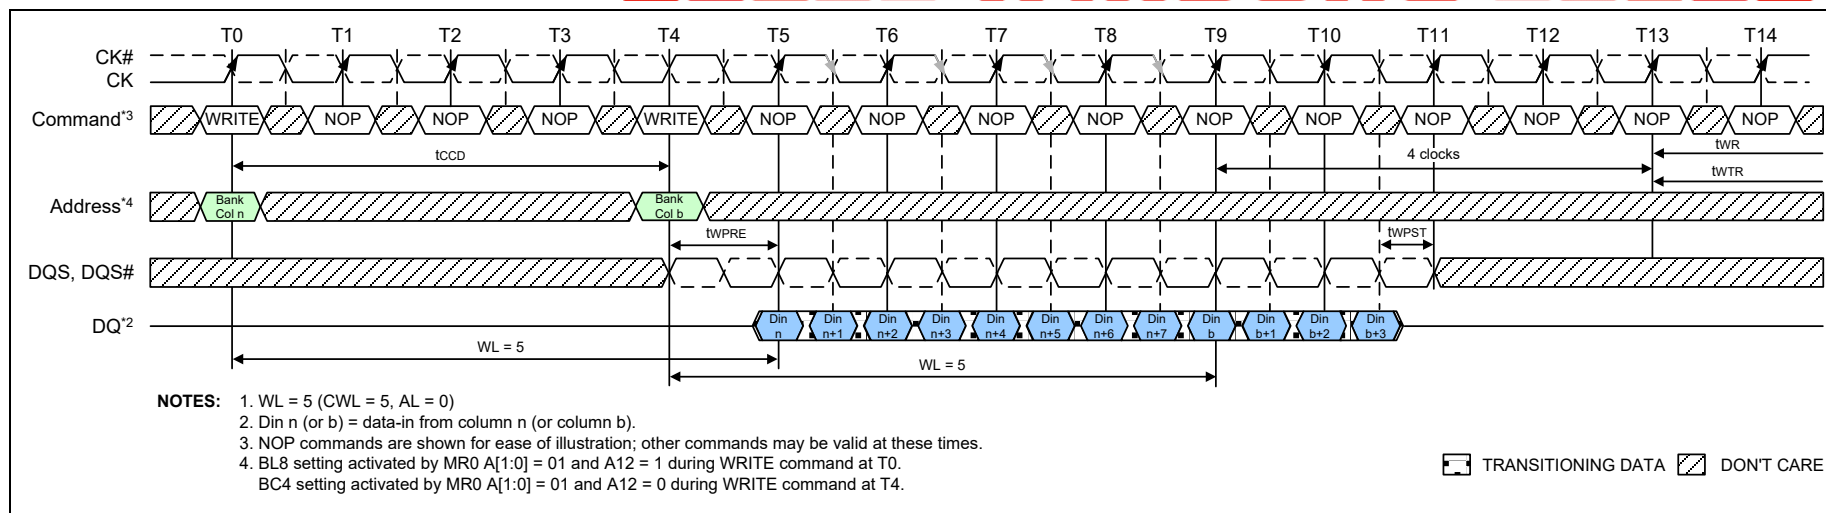 T0 T1 T2 T3 T4 T5 T6 T7 T8 T9 T10 T11 T12 T13 T14
CK#
CK
Command*3 WRITE NOP NOP NOP WRITE NOP NOP NOP NOP NOP NOP NOP NOP NOP NOP
tCCD 4 clocks tWR
tWTR
Address*4 Bank Col n Bank Col b
tWPRE tWPST
DQS, DQS#
DQ*2 Din n Din n+1 Din n+2 Din n+3 Din n+4 Din n+5 Din n+6 Din n+7 Din b Din b+1 Din b+2 Din b+3
WL = 5
WL = 5
NOTES: 1. WL = 5 (CWL = 5, AL = 0)
2. Din n (or b) = data-in from column n (or column b).
3. NOP commands are shown for ease of illustration; other commands may be valid at these times.
4. BL8 setting activated by MR0 A[1:0] = 01 and A12 = 1 during WRITE command at T0.
BC4 setting activated by MR0 A[1:0] = 01 and A12 = 0 during WRITE command at T4.
TRANSITIONING DATA DON'T CARE